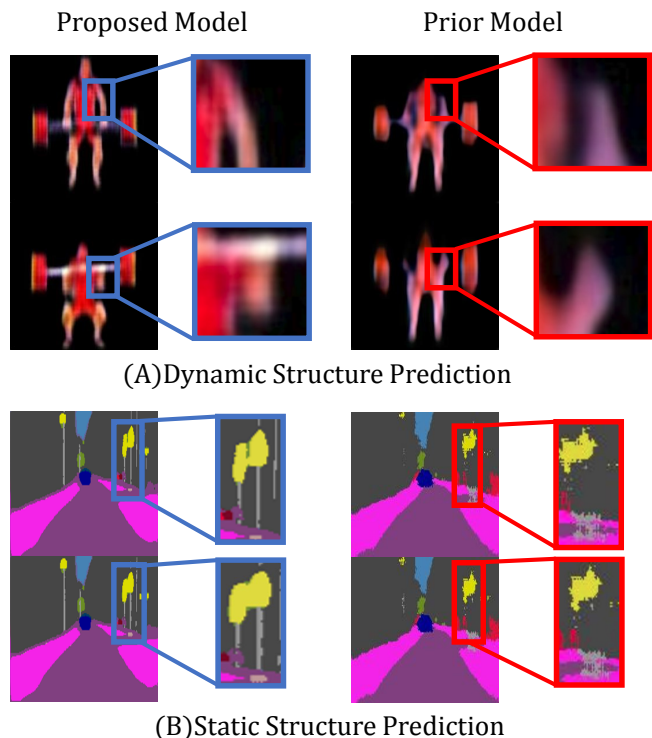 Proposed Model
Prior Model
(A)Dynamic Structure Prediction
(B)Static Structure Prediction